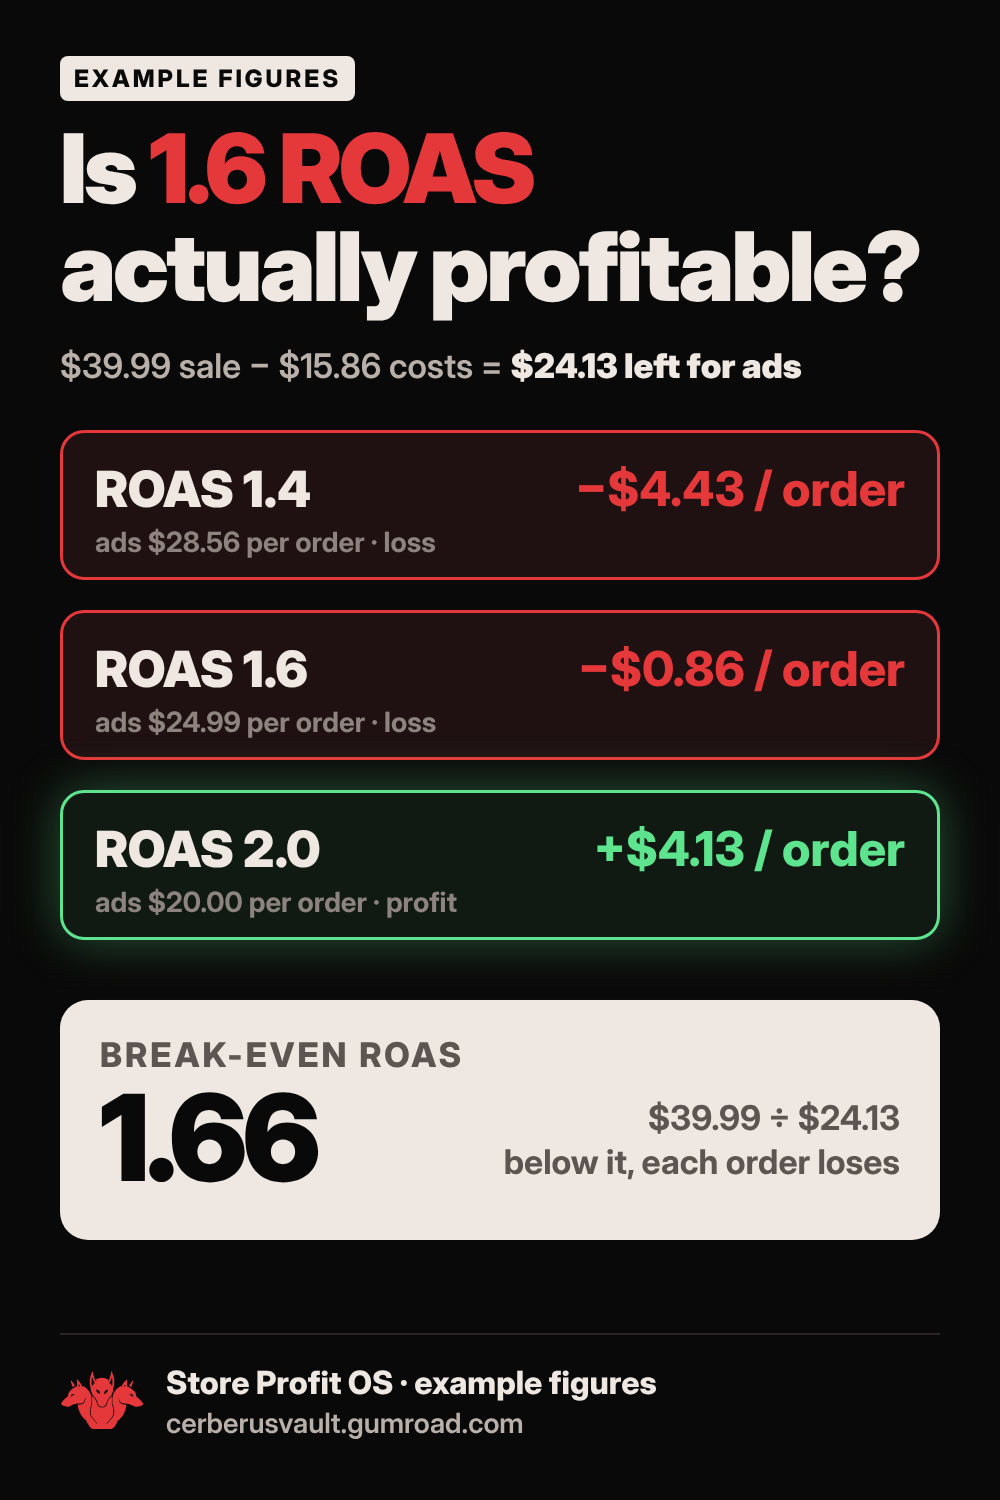 EXAMPLE FIGURES
Is 1.6 ROAS
actually profitable?
$39.99 sale − $15.86 costs = $24.13 left for ads
ROAS 1.4
−$4.43 / order
ads $28.56 per order · loss
ROAS 1.6
−$0.86 / order
ads $24.99 per order · loss
ROAS 2.0
+$4.13 / order
ads $20.00 per order · profit
BREAK-EVEN ROAS
1.66
$39.99 ÷ $24.13
below it, each order loses
Store Profit OS · example figures
cerberusvault.gumroad.com